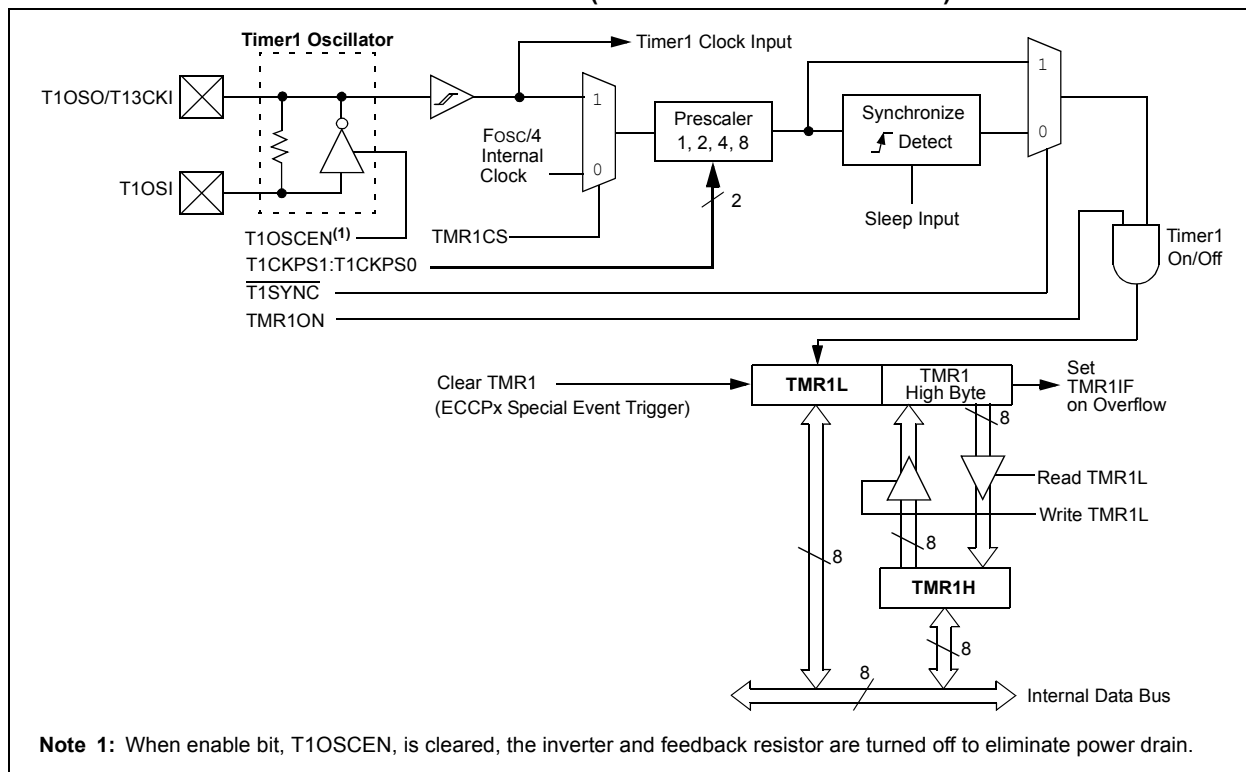 Timer1 Oscillator
Timer1 Clock Input
T1OSO/T13CKI
1
1
FOSC/4
Internal
Clock
0
Prescaler
1, 2, 4, 8
Synchronize
Detect
0
T1OSI
2
Sleep Input
T1OSCEN(1)
TMR1CS
T1CKPS1:T1CKPS0
T1SYNC
TMR1ON
Timer1
On/Off
Clear TMR1
(ECCPx Special Event Trigger)
TMR1L
TMR1
High Byte
Set
TMR1IF
on Overflow
8
Read TMR1L
Write TMR1L
8
8
TMR1H
8
8
Internal Data Bus
Note 1: When enable bit, T1OSCEN, is cleared, the inverter and feedback resistor are turned off to eliminate power drain.